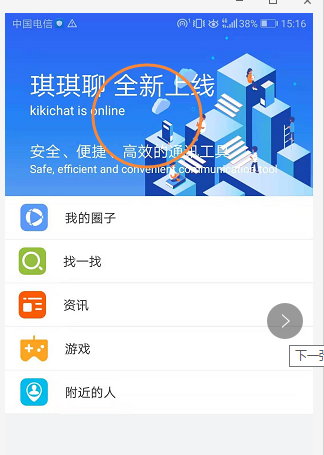 中国电信 38% 15:16
琪琪聊 全新上线
kikichat is online
安全、便捷、高效的通讯工具
Safe, efficient and convenient communication tool
我的圈子
找一找
资讯
游戏
下一张
附近的人